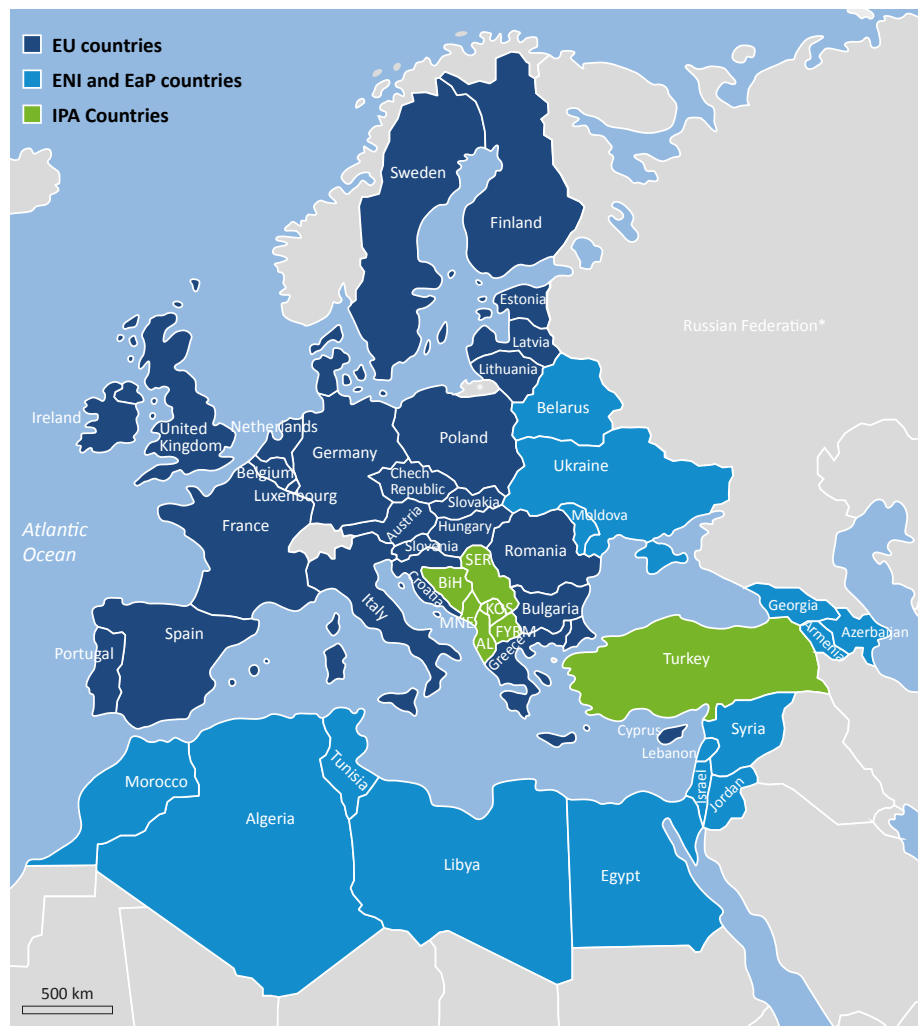 EU countries
ENI and EaP countries
IPA Countries
Sweden
Finland
Estonia
Russian Federation*
Latvia
Lithuania
Belarus
Ireland
United
Kingdom
Netherlands
Germany
Poland
Ukraine
Belgium
Chech
Republic
Luxenbourg
Slovakia
Moldova
Austria
Hungary
France
Atlantic
Ocean
Slovenia
Romania
SER
BiH
Croatia
Italy
KOS
Bulgaria
Georgia
MNE
FYRM
Armenia
Azerbaijan
AL
Greece
Spain
Portugal
Turkey
Cyprus
Syria
Lebanon
Israel
Jordan
Morocco
Tunisia
Algeria
Libya
Egypt
500 km